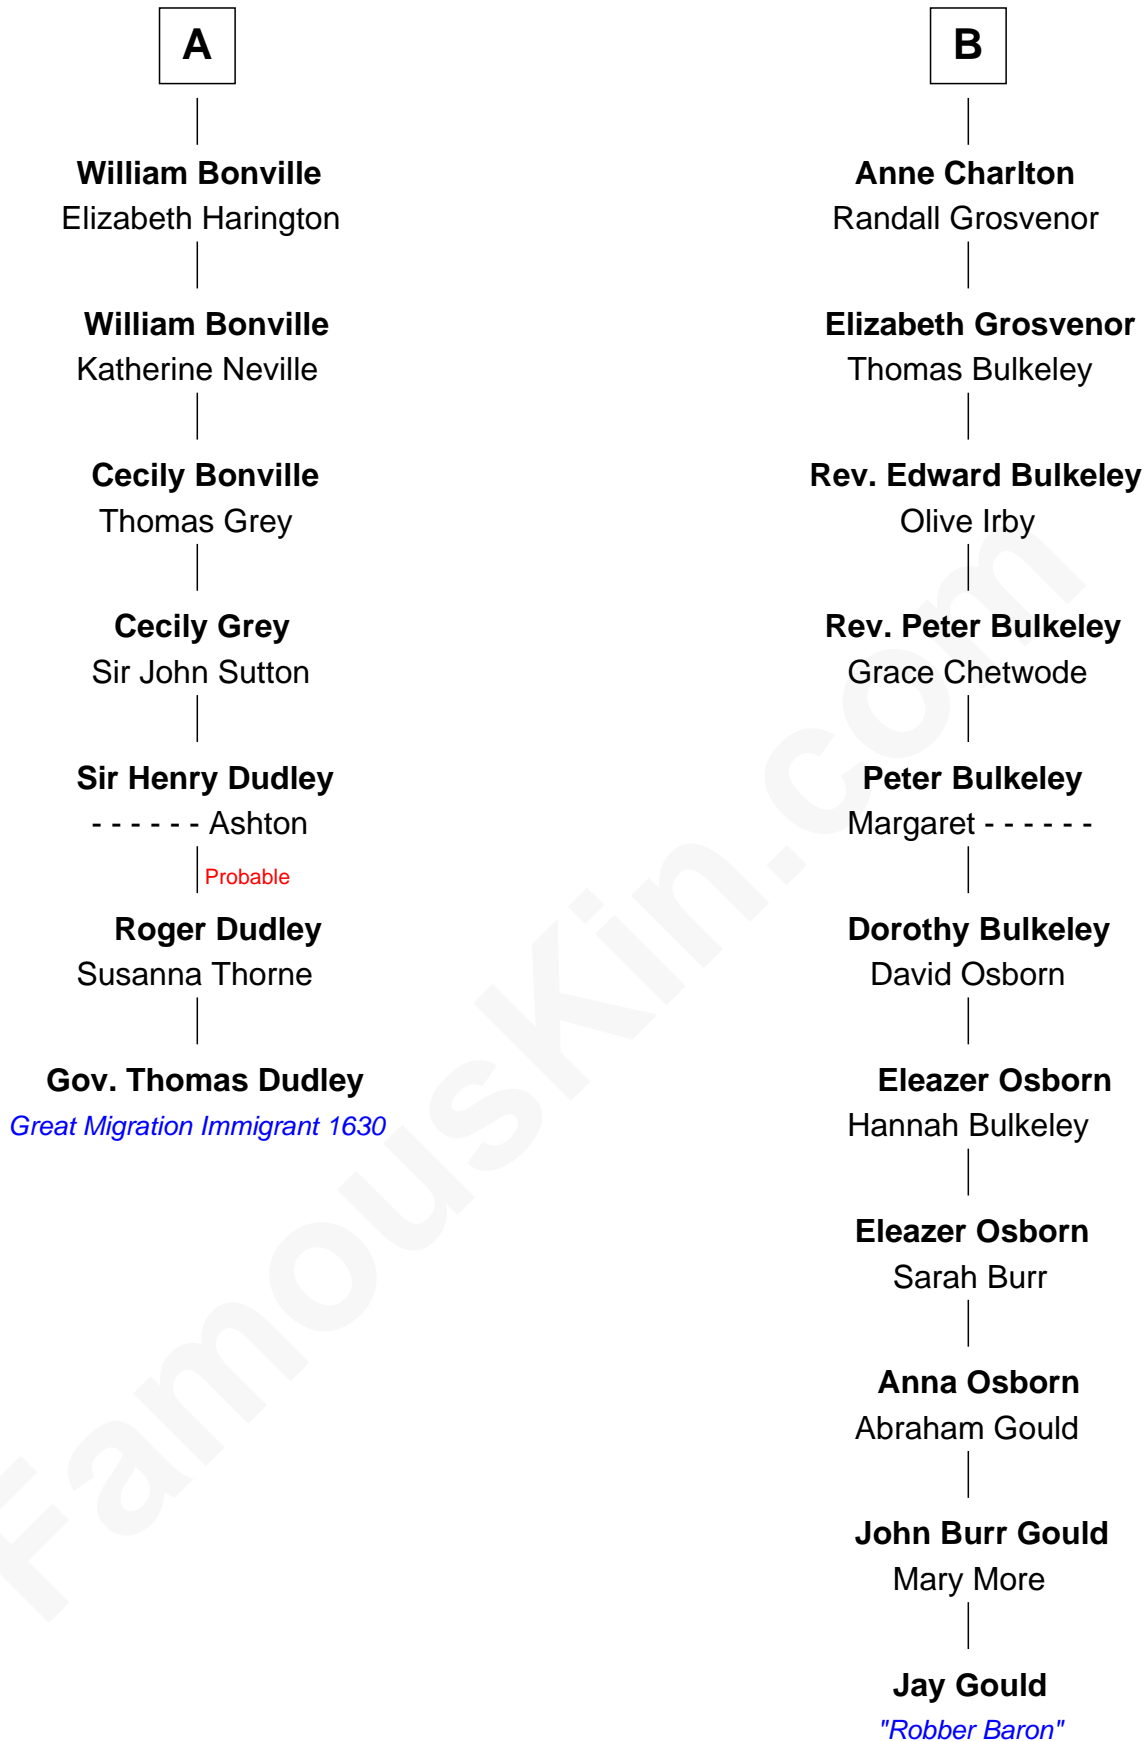 A
William Bonville
Elizabeth Harington
William Bonville
Katherine Neville
Cecily Bonville
Thomas Grey
Cecily Grey
Sir John Sutton
Sir Henry Dudley
- - - - - - Ashton
Probable
Roger Dudley
Susanna Thorne
Gov. Thomas Dudley
Great Migration Immigrant 1630
B
Anne Charlton
Randall Grosvenor
Elizabeth Grosvenor
Thomas Bulkeley
Rev. Edward Bulkeley
Olive Irby
Rev. Peter Bulkeley
Grace Chetwode
Peter Bulkeley
Margaret - - - - - -
Dorothy Bulkeley
David Osborn
Eleazer Osborn
Hannah Bulkeley
Eleazer Osborn
Sarah Burr
Anna Osborn
Abraham Gould
John Burr Gould
Mary More
Jay Gould
"Robber Baron"
FamousKin.com